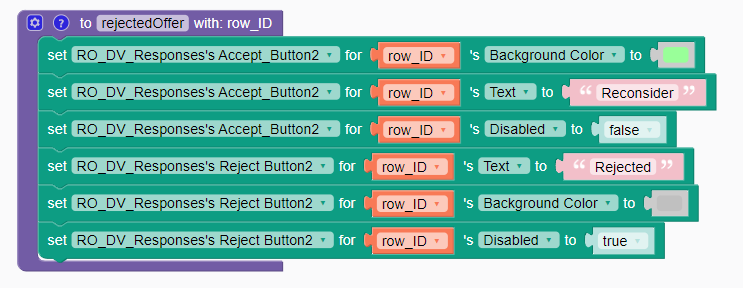 ? to rejectedOffer with: row_ID
set RO_DV_Responses's Accept_Button2 for row_ID 's Background Color to
set RO_DV_Responses's Accept_Button2 for row_ID 's Text to “ Reconsider ”
set RO_DV_Responses's Accept_Button2 for row_ID 's Disabled to false
set RO_DV_Responses's Reject Button2 for row_ID 's Text to “ Rejected ”
set RO_DV_Responses's Reject Button2 for row_ID 's Background Color to
set RO_DV_Responses's Reject Button2 for row_ID 's Disabled to true